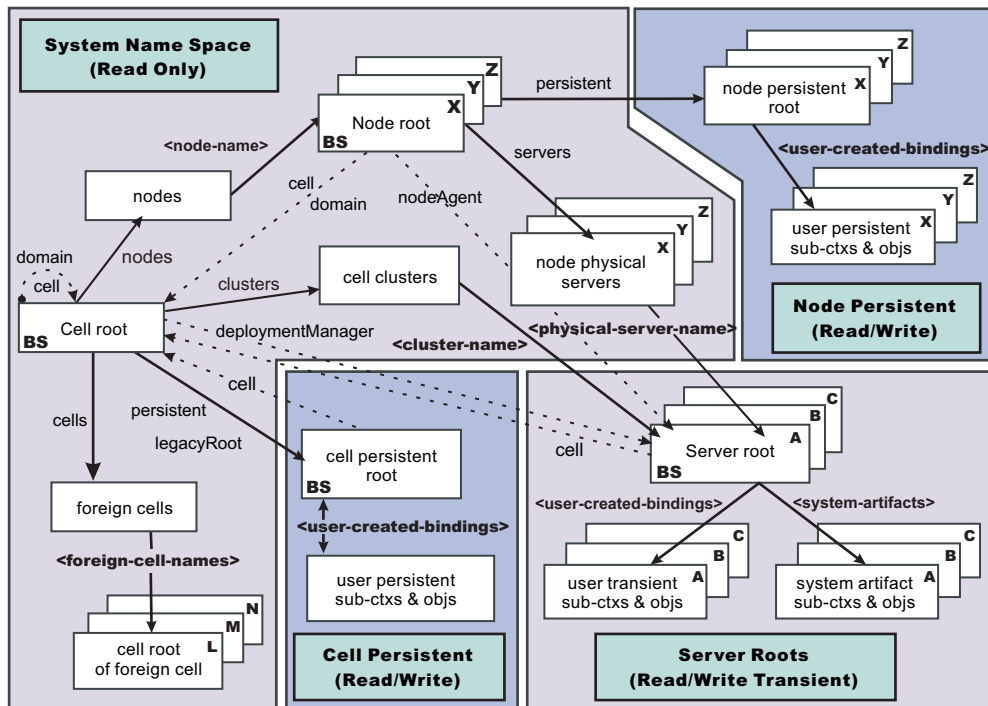 System Name Space
(Read Only)
Z
Y
X
Node root
BS
persistent
Z
Y
X
node persistent
root
<user-created-bindings>
Z
Y
X
user persistent
sub-ctxs & objs
Node Persistent
(Read/Write)
<node-name>
nodes
nodes
cell
domain
nodeAgent
servers
Z
Y
X
node physical
servers
domain
cell
Cell root
BS
clusters
cell clusters
deploymentManager
<physical-server-name>
<cluster-name>
cell
persistent
legacyRoot
cells
foreign cells
<foreign-cell-names>
N
M
L
cell root
of foreign cell
cell persistent
root
BS
<user-created-bindings>
user persistent
sub-ctxs & objs
Cell Persistent
(Read/Write)
cell
C
B
A
Server root
BS
<user-created-bindings>
<system-artifacts>
C
B
A
user transient
sub-ctxs & objs
C
B
A
system artifact
sub-ctxs & objs
Server Roots
(Read/Write Transient)